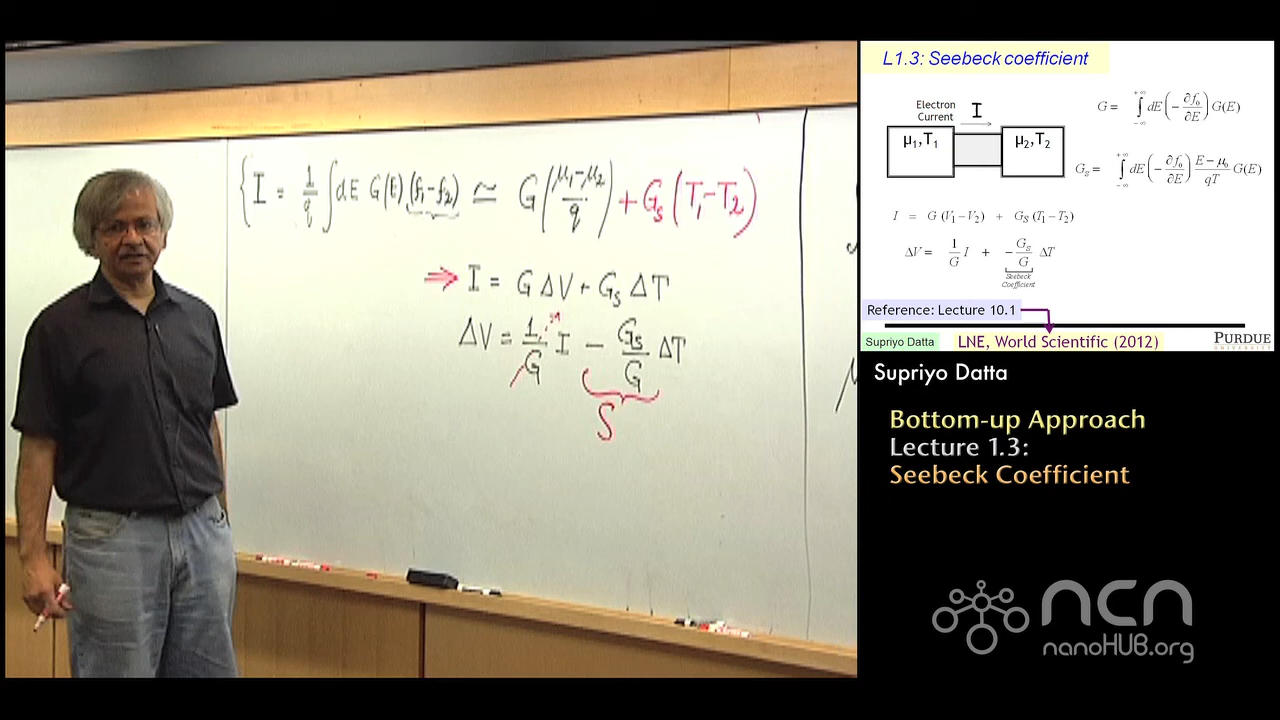 {I = 1/q ∫dE G(E) (f₁-f₂) ≅ G(μ₁-μ₂/q) + Gₛ(T₁-T₂)
⇒ I = G ΔV + Gₛ ΔT
ΔV = 1/G I - Gₛ/G ΔT
S
L1.3: Seebeck coefficient
Electron
Current
I
μ₁,T₁
μ₂,T₂
G = ∫_{-∞}^{+∞} dE (-∂f₀/∂E) G(E)
Gₛ = ∫_{-∞}^{+∞} dE (-∂f₀/∂E) E-μ₀/qT G(E)
I = G (V₁-V₂) + Gₛ (T₁-T₂)
ΔV = 1/G I + -Gₛ/G ΔT
Seebeck
Coefficient
Reference: Lecture 10.1
Supriyo Datta
LNE, World Scientific (2012)
PURDUE
UNIVERSITY
Supriyo Datta
Bottom-up Approach
Lecture 1.3:
Seebeck Coefficient
ncn
nanoHUB.org